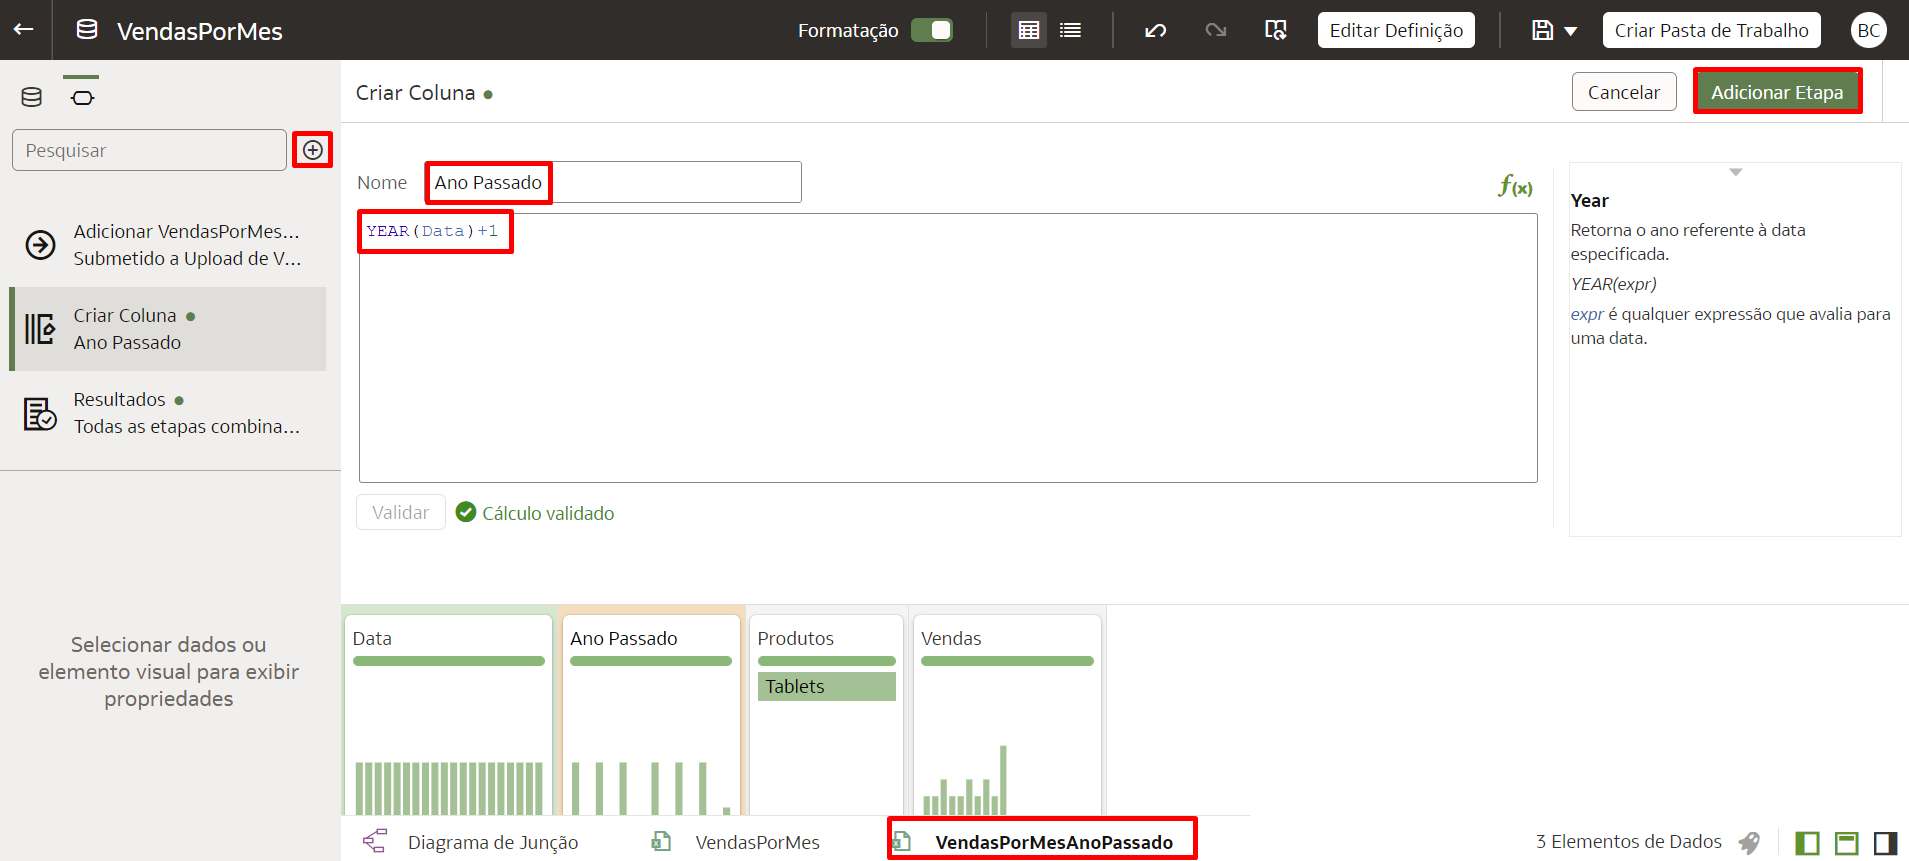 VendasPorMes
Formatação
Editar Definição
Criar Pasta de Trabalho
BC
Pesquisar
Adicionar VendasPorMes...
Submetido a Upload de V...
Criar Coluna
Ano Passado
Resultados
Todas as etapas combina...
Selecionar dados ou
elemento visual para exibir
propriedades
Criar Coluna
Cancelar
Adicionar Etapa
Nome
Ano Passado
f(x)
YEAR(Data)+1
Validar
Cálculo validado
Year
Retorna o ano referente à data
especificada.
YEAR(expr)
expr é qualquer expressão que avalia para
uma data.
Data
Ano Passado
Produtos
Vendas
Tablets
Diagrama de Junção
VendasPorMes
VendasPorMesAnoPassado
3 Elementos de Dados